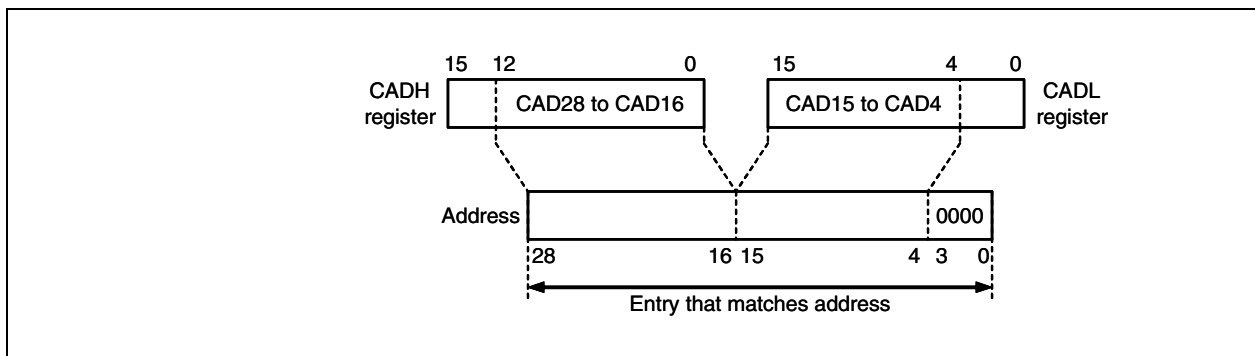 15 12 0 15 4 0
CADH register CAD28 to CAD16 CAD15 to CAD4 CADL register
Address 0000
28 16 15 4 3 0
Entry that matches address